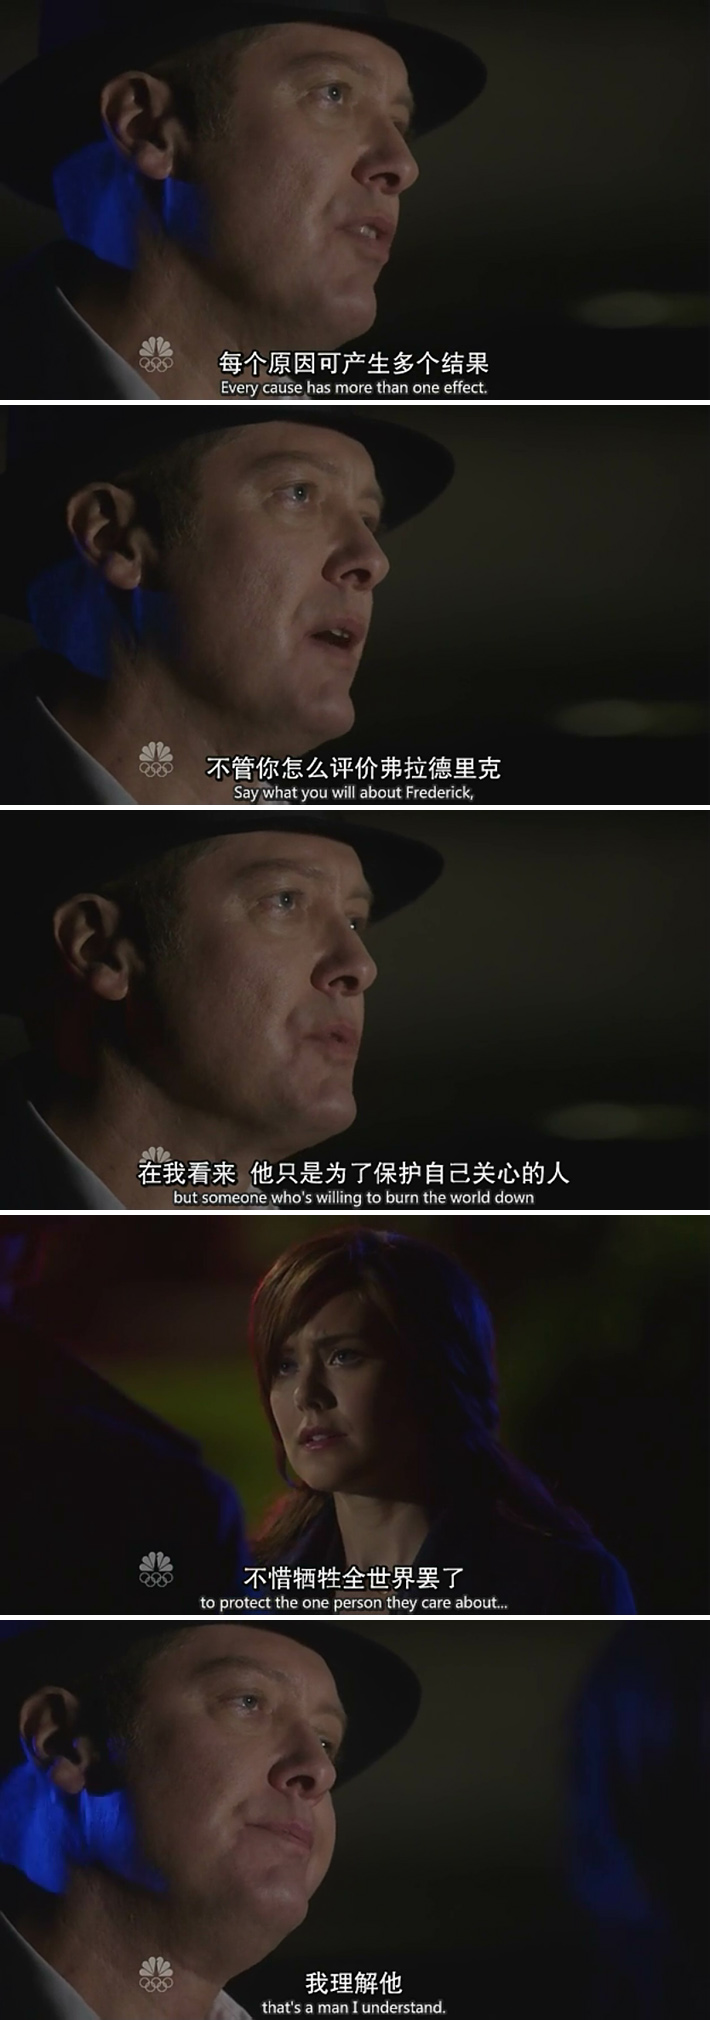 每个原因可产生多个结果
Every cause has more than one effect.
不管你怎么评价弗拉德里克
Say what you will about Frederick,
在我看来 他只是为了保护自己关心的人
but someone who's willing to burn the world down
不惜牺牲全世界罢了
to protect the one person they care about...
我理解他
that's a man I understand.